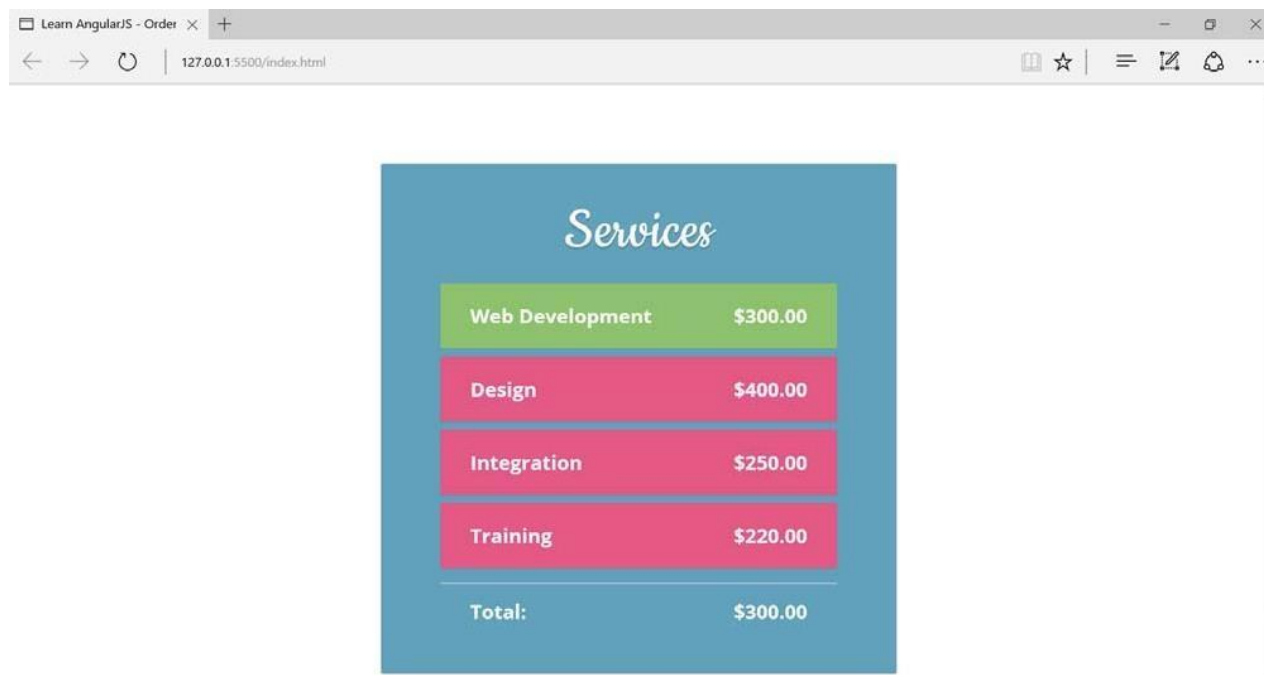 Learn AngularJS - Order
127.0.0.1:5500/index.html
Services
Web Development $300.00
Design $400.00
Integration $250.00
Training $220.00
Total: $300.00